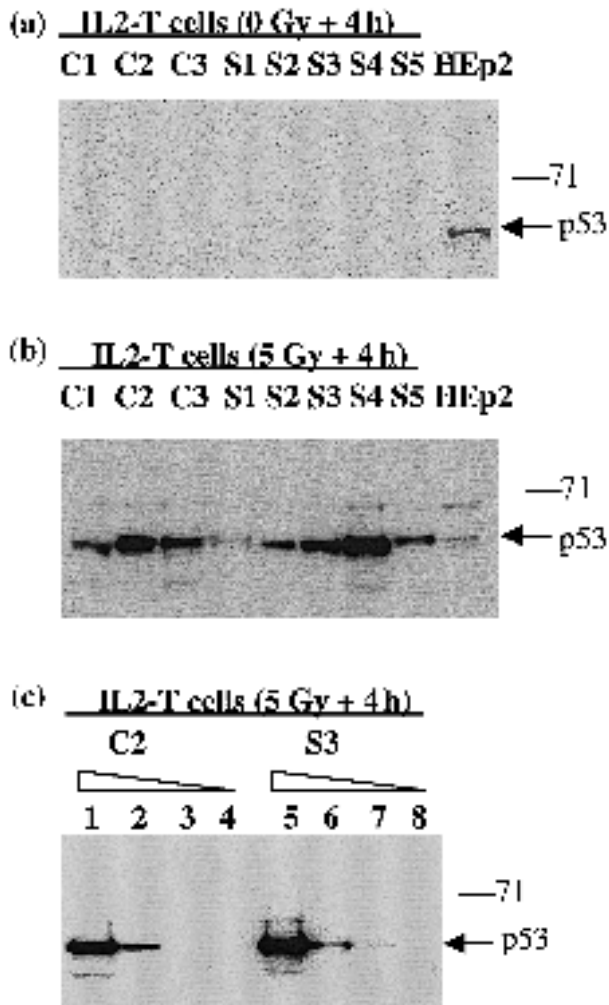 (a) IL2-T cells (0 Gy + 4 h)
C1 C2 C3 S1 S2 S3 S4 S5 HEp2
71
p53
(b) IL2-T cells (5 Gy + 4 h)
C1 C2 C3 S1 S2 S3 S4 S5 HEp2
71
p53
(c) IL2-T cells (5 Gy + 4 h)
C2 S3
1 2 3 4 5 6 7 8
71
p53